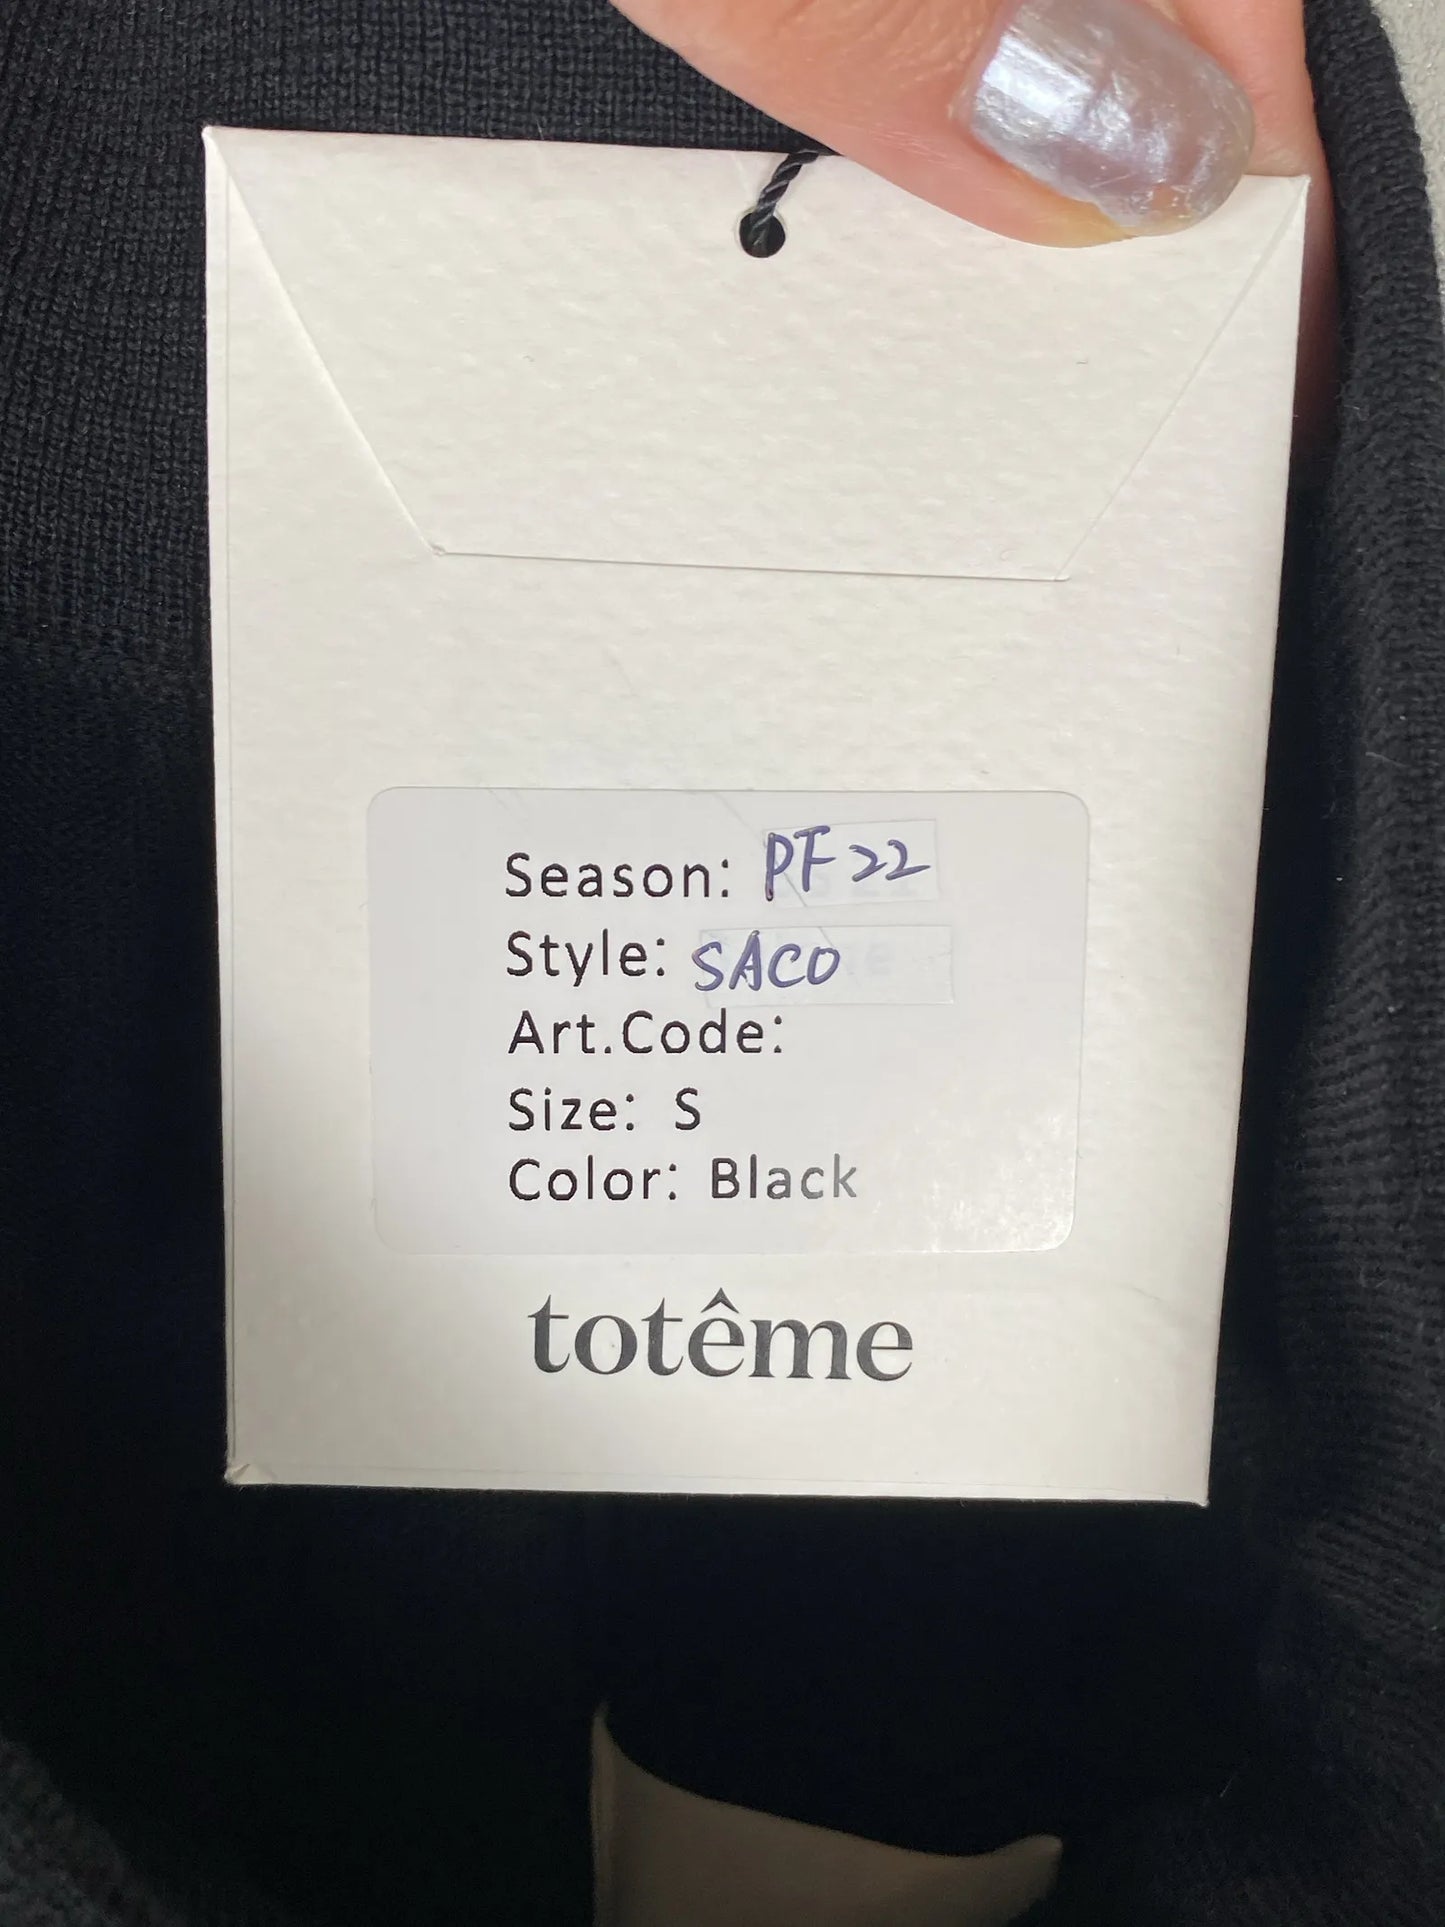 Season: PF22
Style: SACO
Art.Code:
Size: S
Color: Black
totême